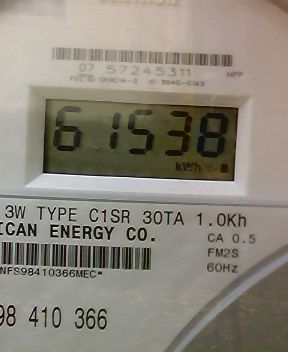 07 57245311
61538
kWh
3W TYPE C1SR 30TA 1.0Kh
ICAN ENERGY CO.
CA 0.5
FM2S
60Hz
NFS98410366MEC*
98 410 366